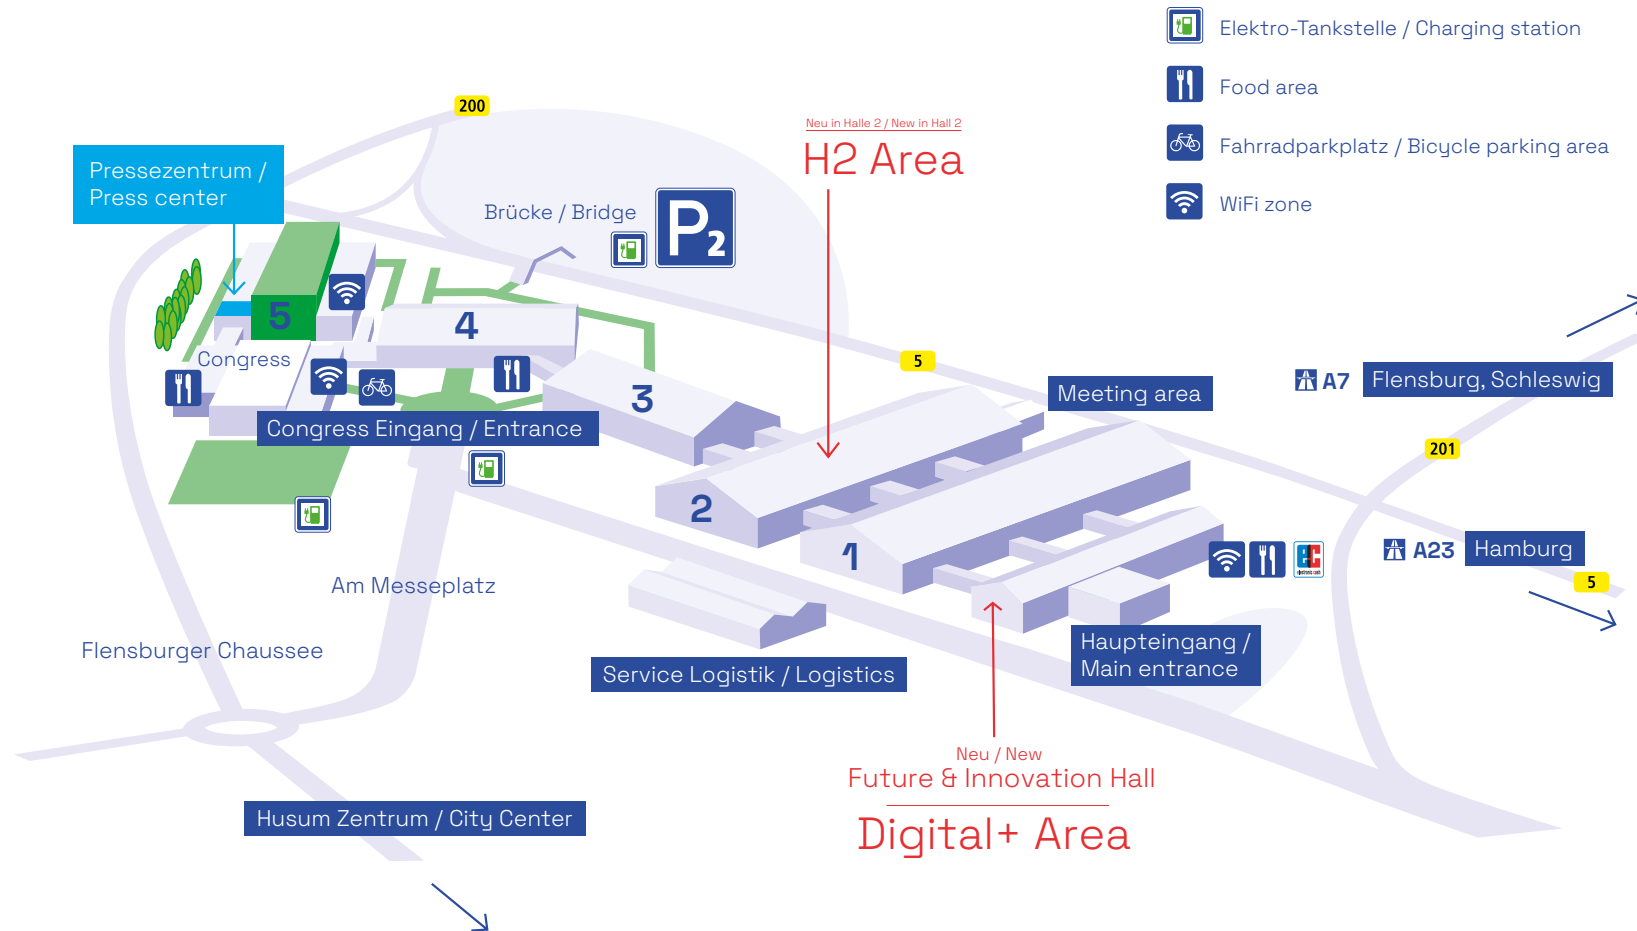 Elektro-Tankstelle / Charging station
Food area
Fahrradparkplatz / Bicycle parking area
WiFi zone
200
Neu in Halle 2 / New in Hall 2
H2 Area
Pressezentrum /
Press center
Brücke / Bridge
P2
5
4
Congress
3
5
Meeting area
A7
Flensburg, Schleswig
Congress Eingang / Entrance
201
2
1
A23
Hamburg
5
ec
electronic cash
Am Messeplatz
Flensburger Chaussee
Service Logistik / Logistics
Haupteingang /
Main entrance
Neu / New
Future & Innovation Hall
Digital+ Area
Husum Zentrum / City Center